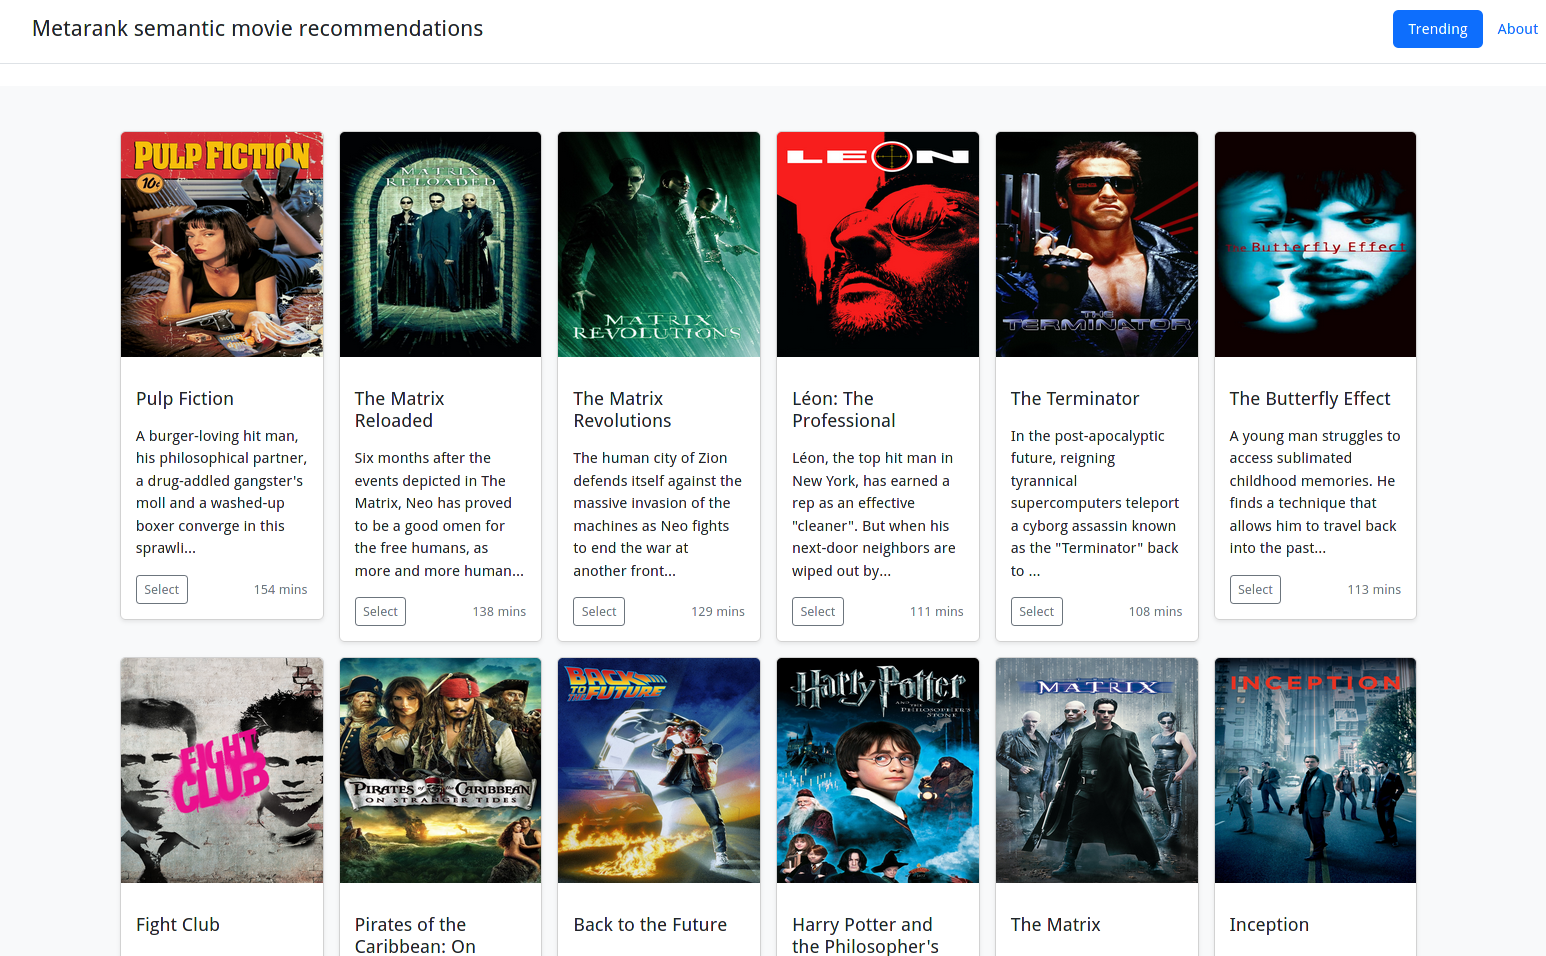 Metarank semantic movie recommendations
Trending
About
PULP FICTION
10¢
MATRIX
RELOADED
MATRIX
REVOLUTIONS
LEON
THE
TERMINATOR
The Butterfly Effect
Pulp Fiction
A burger-loving hit man,
his philosophical partner,
a drug-addled gangster's
moll and a washed-up
boxer converge in this
sprawli...
Select
154 mins
The Matrix
Reloaded
Six months after the
events depicted in The
Matrix, Neo has proved
to be a good omen for
the free humans, as
more and more human...
Select
138 mins
The Matrix
Revolutions
The human city of Zion
defends itself against the
massive invasion of the
machines as Neo fights
to end the war at
another front...
Select
129 mins
Léon: The
Professional
Léon, the top hit man in
New York, has earned a
rep as an effective
"cleaner". But when his
next-door neighbors are
wiped out by...
Select
111 mins
The Terminator
In the post-apocalyptic
future, reigning
tyrannical
supercomputers teleport
a cyborg assassin known
as the "Terminator" back
to ...
Select
108 mins
The Butterfly Effect
A young man struggles to
access sublimated
childhood memories. He
finds a technique that
allows him to travel back
into the past...
Select
113 mins
FIGHT
CLUB
PIRATES of the CARIBBEAN
ON STRANGER TIDES
BACK
TO THE FUTURE
Harry Potter
AND THE
PHILOSOPHER'S
STONE
MATRIX
INCEPTION
Fight Club
Pirates of the
Caribbean: On
Back to the Future
Harry Potter and
the Philosopher's
The Matrix
Inception